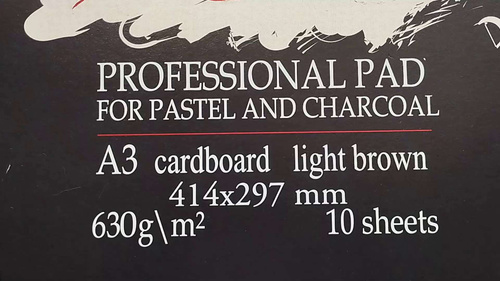 PROFESSIONAL PAD
FOR PASTEL AND CHARCOAL
A3 cardboard light brown
414x297 mm
630g\m² 10 sheets